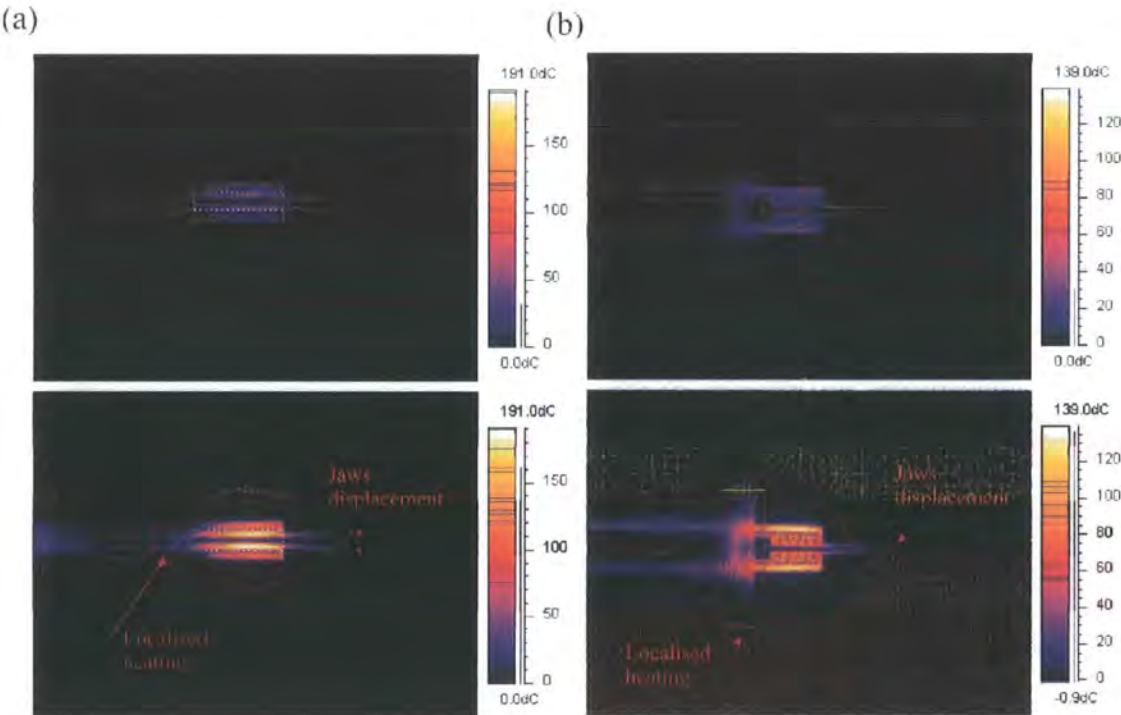 (a)
191.0dC
150
100
50
0
0.0dC
(b)
139.0dC
120
100
80
60
40
20
0
0.0dC
191.0dC
150
100
50
0
0.0dC
Jaws
displacement
Localised
heating
139.0dC
120
100
80
60
40
20
0
-0.9dC
Jaws
displacement
Localised
heating